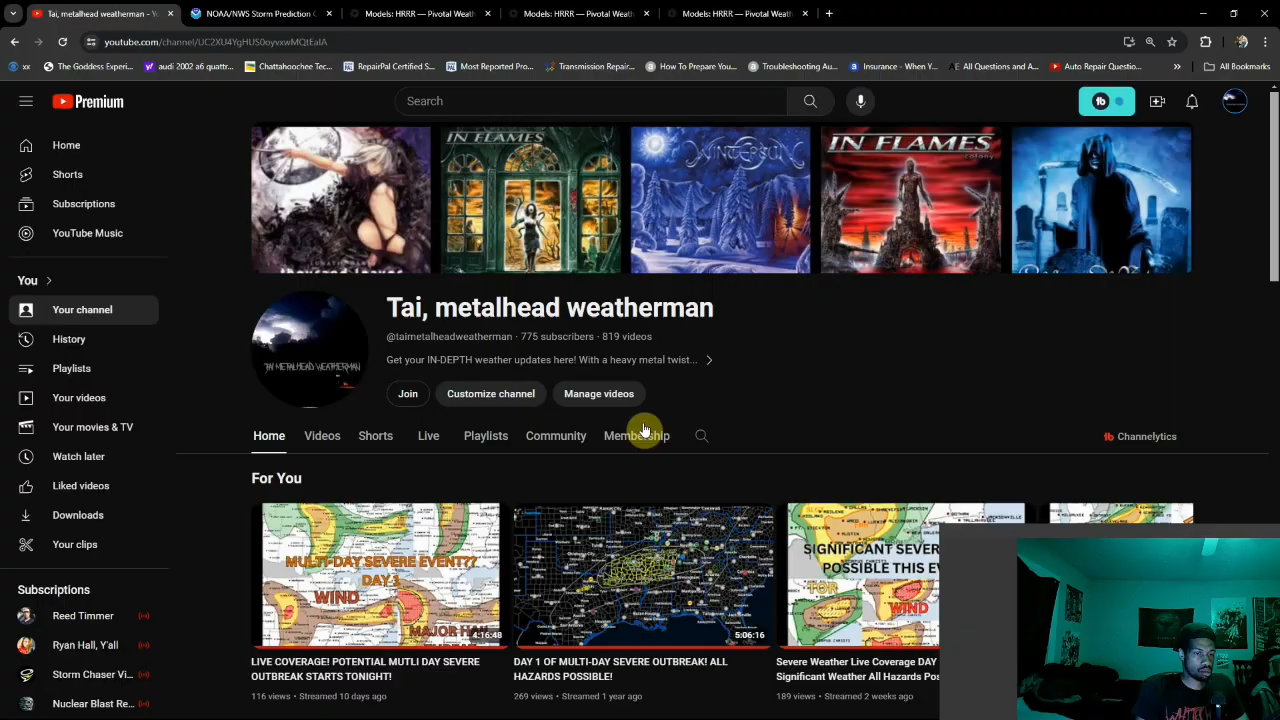 Tai, metalhead weatherman - Y
NOAA/NWS Storm Prediction C
Models: HRRR — Pivotal Weath
Models: HRRR — Pivotal Weath
Models: HRRR — Pivotal Weath
youtube.com/channel/UC2XU4YgHUS0oyvxwMQtEaIA
xx
The Goddess Experi...
audi 2002 a6 quattr...
Chattahoochee Tec...
RepairPal Certified S...
Most Reported Pro...
Transmission Repair...
How To Prepare You...
Troubleshooting Au...
Insurance - When Y...
All Questions and A...
Auto Repair Questio...
All Bookmarks
Premium
Search
Home
Shorts
Subscriptions
YouTube Music
You
Your channel
History
Playlists
Your videos
Your movies & TV
Watch later
Liked videos
Downloads
Your clips
Subscriptions
Reed Timmer
Ryan Hall, Y'all
Storm Chaser Vi...
Nuclear Blast Re...
IN FLAMES
WINTERSUN
IN FLAMES
colony
Tai, metalhead weatherman
@taimetalheadweatherman · 775 subscribers · 819 videos
Get your IN-DEPTH weather updates here! With a heavy metal twist...
TAI METALHEAD WEATHERMAN
Join
Customize channel
Manage videos
Home
Videos
Shorts
Live
Playlists
Community
Membership
Channelytics
For You
MULTI-DAY SEVERE EVENT??
DAY 1
WIND
MAJOR
4:16:48
LIVE COVERAGE! POTENTIAL MUTLI DAY SEVERE
OUTBREAK STARTS TONIGHT!
116 views • Streamed 10 days ago
5:06:16
DAY 1 OF MULTI-DAY SEVERE OUTBREAK! ALL
HAZARDS POSSIBLE!
269 views • Streamed 1 year ago
SIGNIFICANT SEVER
POSSIBLE THIS EV
FOR
WIND
Severe Weather Live Coverage DAY
Significant Weather All Hazards Pos
189 views • Streamed 2 weeks ago